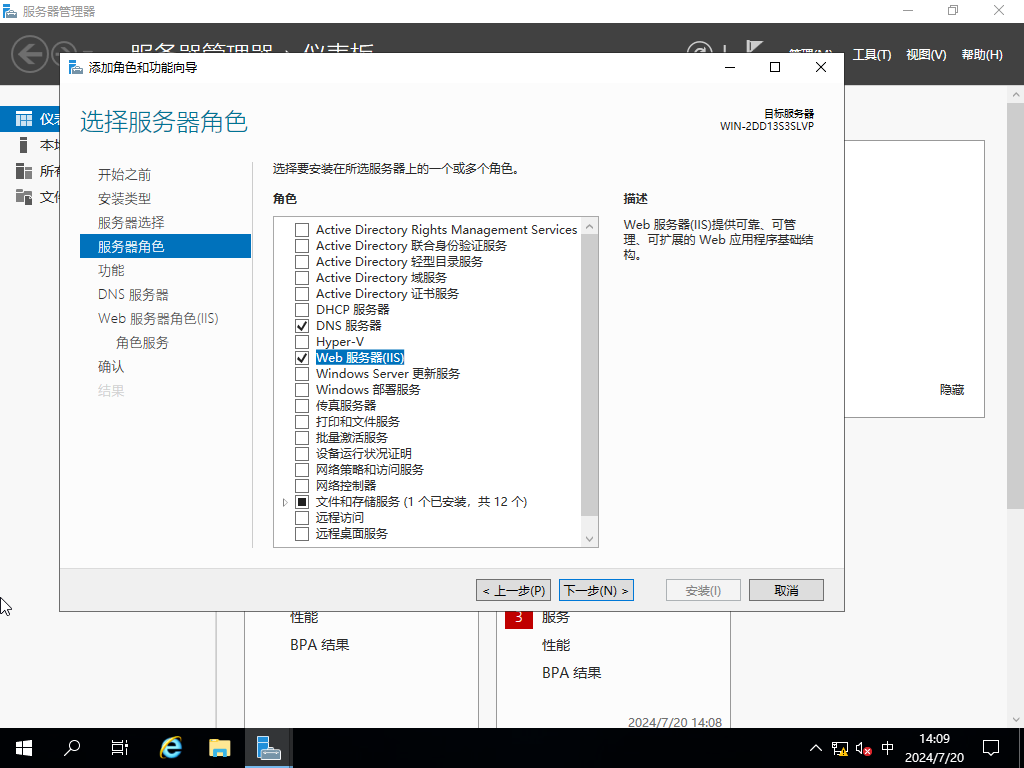 服务器管理器
服务器管理器 · 仪表板
管理(M)
工具(T)
视图(V)
帮助(H)
添加角色和功能向导
选择服务器角色
目标服务器
WIN-2DD13S3SLVP
开始之前
安装类型
服务器选择
服务器角色
功能
DNS 服务器
Web 服务器角色(IIS)
角色服务
确认
结果
选择要安装在所选服务器上的一个或多个角色。
角色
Active Directory Rights Management Services
Active Directory 联合身份验证服务
Active Directory 轻型目录服务
Active Directory 域服务
Active Directory 证书服务
DHCP 服务器
DNS 服务器
Hyper-V
Web 服务器(IIS)
Windows Server 更新服务
Windows 部署服务
传真服务器
打印和文件服务
批量激活服务
设备运行状况证明
网络策略和访问服务
网络控制器
文件和存储服务 (1 个已安装，共 12 个)
远程访问
远程桌面服务
描述
Web 服务器(IIS)提供可靠、可管
理、可扩展的 Web 应用程序基础结
构。
< 上一步(P)
下一步(N) >
安装(I)
取消
仪表
本地
所有
文件
隐藏
性能
BPA 结果
3
服务
性能
BPA 结果
2024/7/20 14:08
中
14:09
2024/7/20